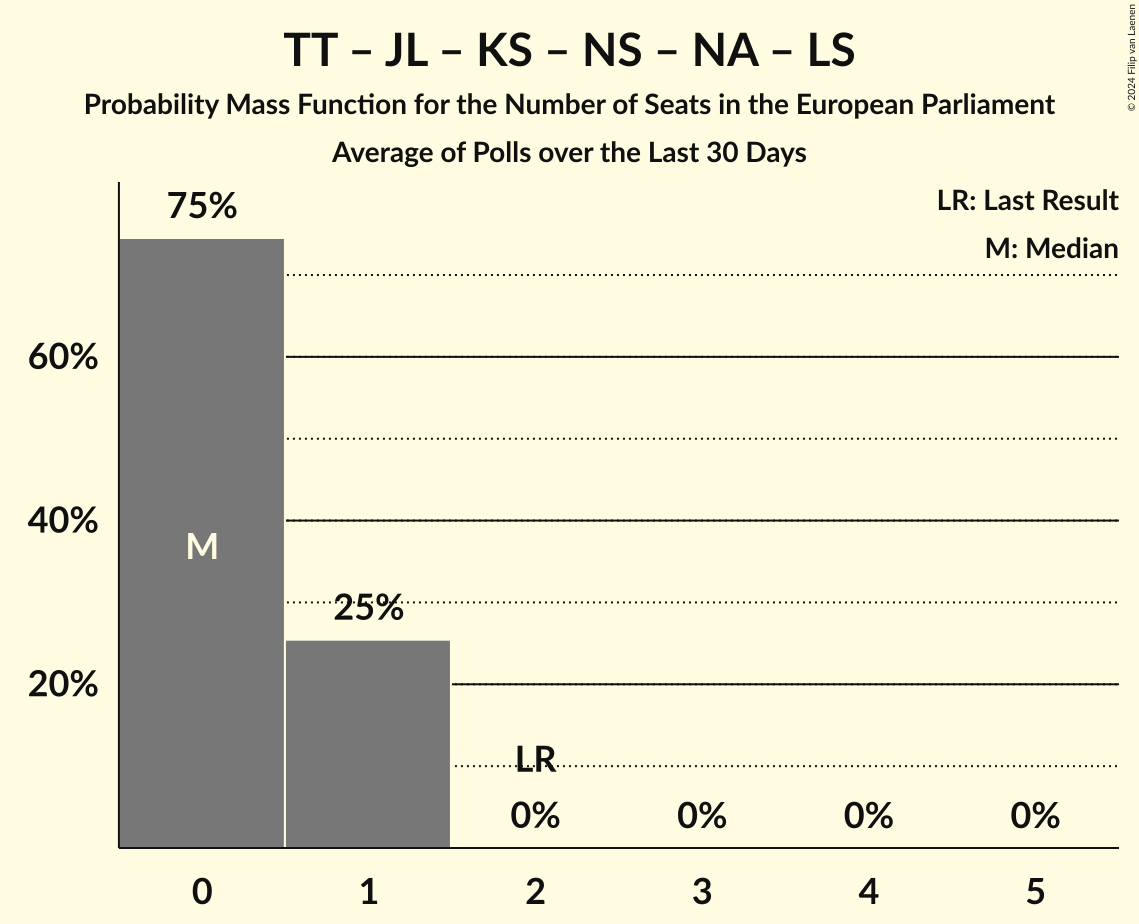 TT – JL – KS – NS – NA – LS
Probability Mass Function for the Number of Seats in the European Parliament
Average of Polls over the Last 30 Days
© 2024 Filip van Laenen
LR: Last Result
M: Median
75%
60%
40%
20%
M
25%
LR
0%
0%
0%
0%
0
1
2
3
4
5